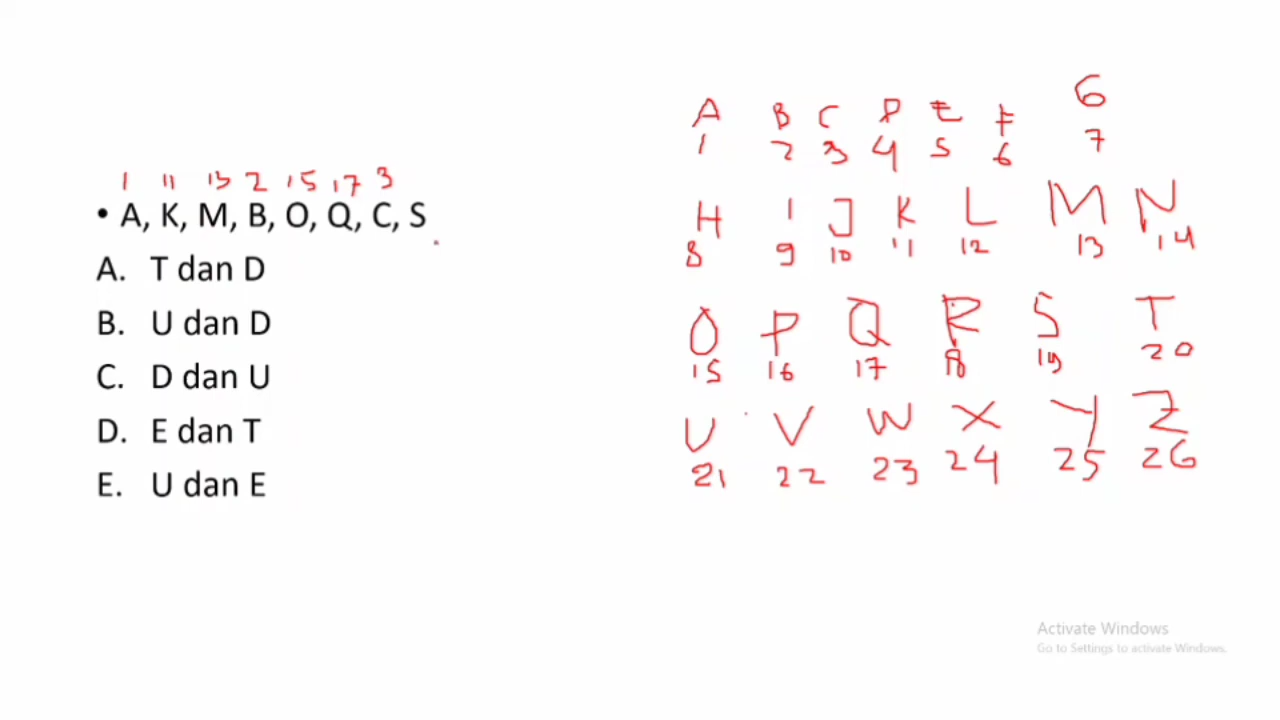 1 11 13 2 15 17 3
• A, K, M, B, O, Q, C, S
A. T dan D
B. U dan D
C. D dan U
D. E dan T
E. U dan E
A B C D E F G
1 2 3 4 5 6 7
H I J K L M N
8 9 10 11 12 13 14
O P Q R S T
15 16 17 18 19 20
U V W X Y Z
21 22 23 24 25 26
Activate Windows
Go to Settings to activate Windows.